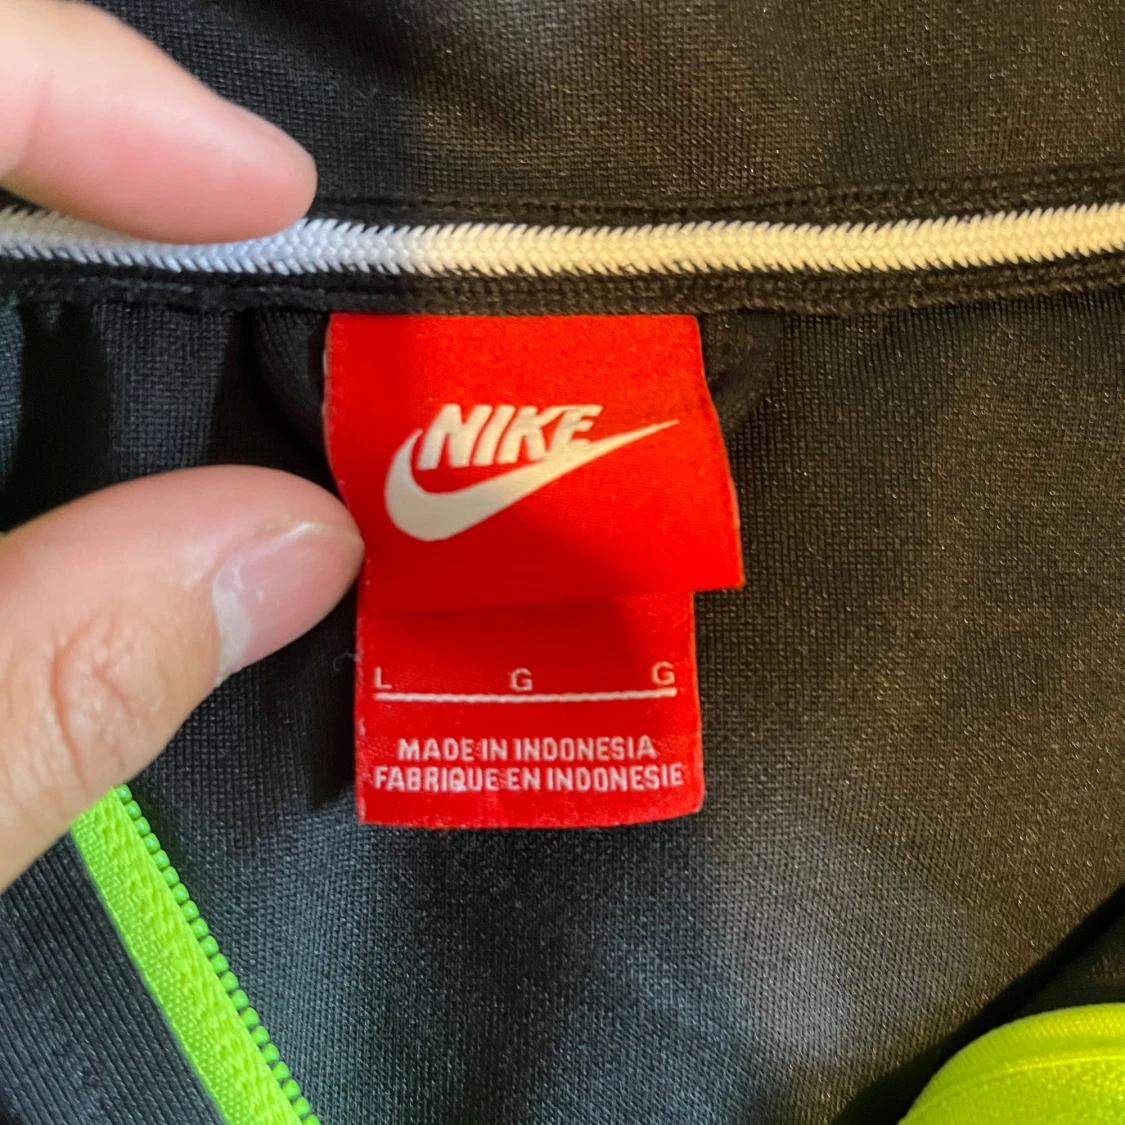 NIKE
L G G
MADE IN INDONESIA
FABRIQUE EN INDONESIE